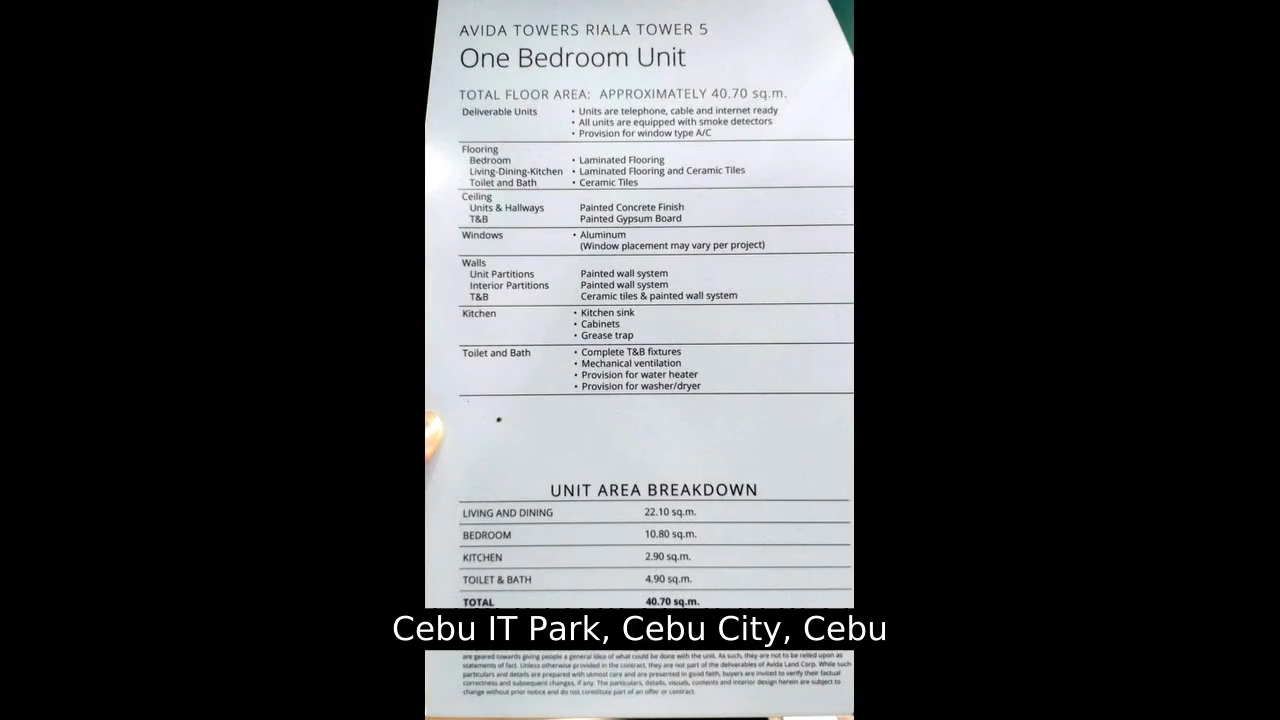 AVIDA TOWERS RIALA TOWER 5
One Bedroom Unit
TOTAL FLOOR AREA: APPROXIMATELY 40.70 sq.m.
Deliverable Units • Units are telephone, cable and internet ready
• All units are equipped with smoke detectors
• Provision for window type A/C
Flooring
Bedroom • Laminated Flooring
Living-Dining-Kitchen • Laminated Flooring and Ceramic Tiles
Toilet and Bath • Ceramic Tiles
Ceiling
Units & Hallways Painted Concrete Finish
T&B Painted Gypsum Board
Windows • Aluminum
(Window placement may vary per project)
Walls
Unit Partitions Painted wall system
Interior Partitions Painted wall system
T&B Ceramic tiles & painted wall system
Kitchen • Kitchen sink
• Cabinets
• Grease trap
Toilet and Bath • Complete T&B fixtures
• Mechanical ventilation
• Provision for water heater
• Provision for washer/dryer
UNIT AREA BREAKDOWN
LIVING AND DINING 22.10 sq.m.
BEDROOM 10.80 sq.m.
KITCHEN 2.90 sq.m.
TOILET & BATH 4.90 sq.m.
TOTAL 40.70 sq.m.
Cebu IT Park, Cebu City, Cebu
are geared towards giving people a general idea of what could be done with the unit. As such, they are not to be relied upon as
statements of fact. Unless otherwise provided in the contract, they are not part of the deliverables of Avida Land Corp. While such
particulars and details are prepared with utmost care and are presented in good faith, buyers are invited to verify their factual
correctness and subsequent changes, if any. The particulars, details, visuals, contents and interior design herein are subject to
change without prior notice and do not constitute part of an offer or contract.